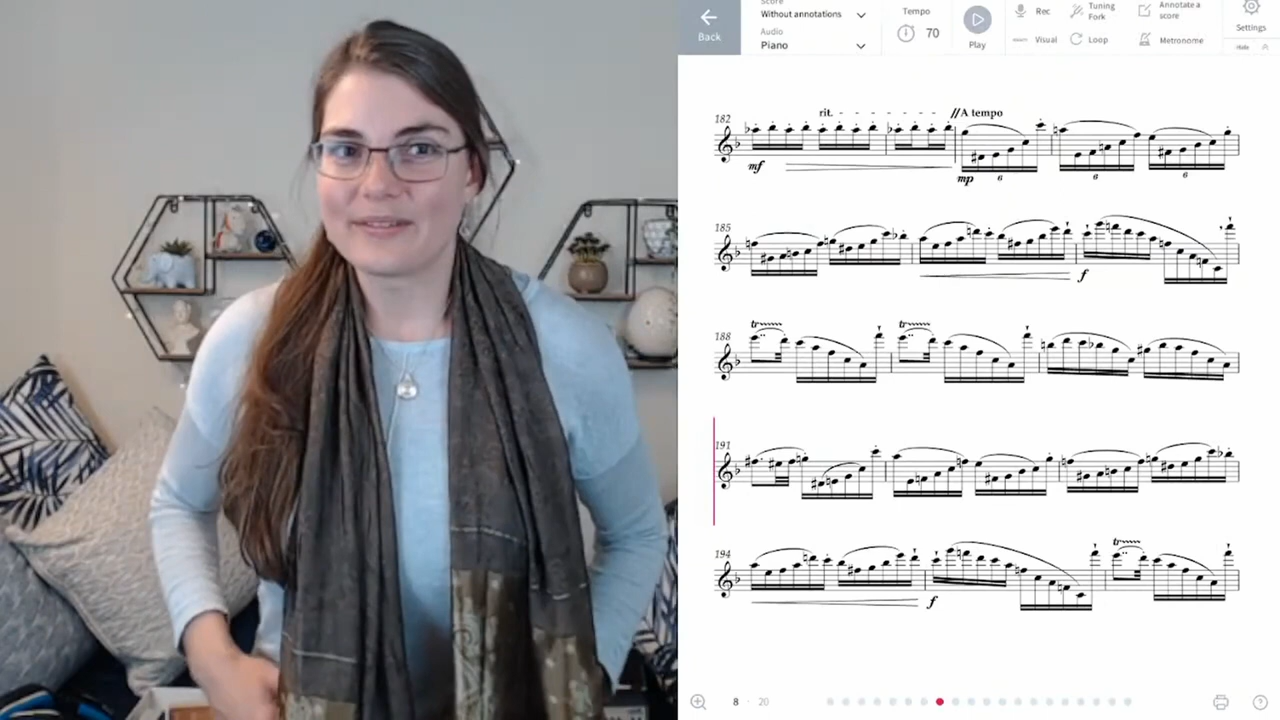 Score
Without annotations
Audio
Piano
Back
Tempo
70
Play
Rec
Visual
Tuning
Fork
Loop
Annotate a
score
Metronome
Settings
Hide
182
rit.
A tempo
mf
mp
6
6
6
185
f
188
tr
tr
191
194
tr
f
8 · 20
?